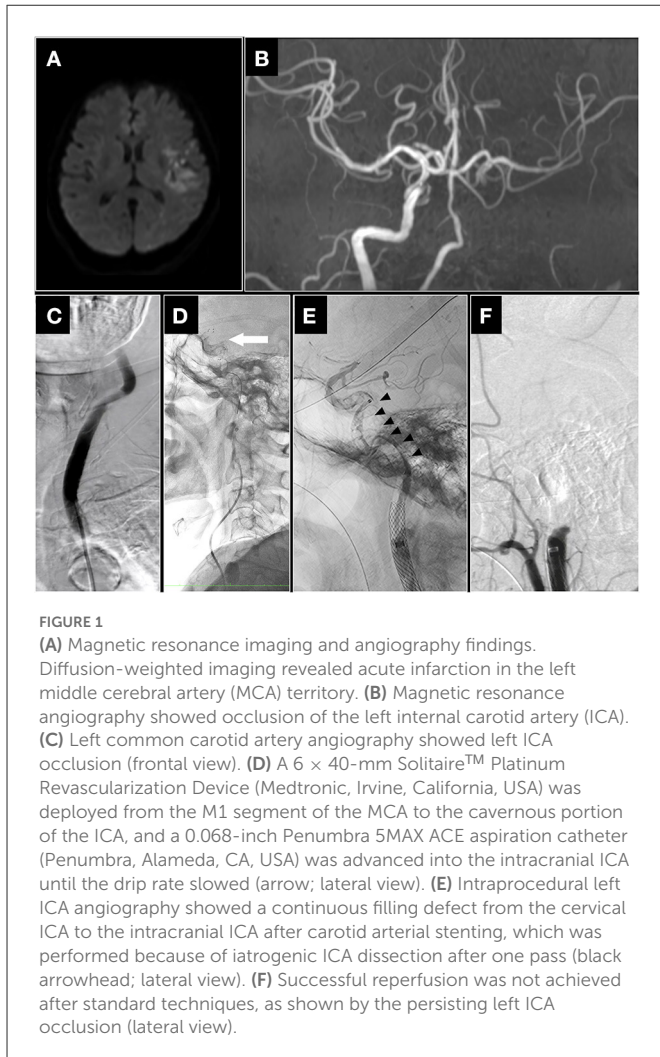 A
B
C
D
E
F
FIGURE 1
(A) Magnetic resonance imaging and angiography findings.
Diffusion-weighted imaging revealed acute infarction in the left
middle cerebral artery (MCA) territory. (B) Magnetic resonance
angiography showed occlusion of the left internal carotid artery (ICA).
(C) Left common carotid artery angiography showed left ICA
occlusion (frontal view). (D) A 6 × 40-mm Solitaire™ Platinum
Revascularization Device (Medtronic, Irvine, California, USA) was
deployed from the M1 segment of the MCA to the cavernous portion
of the ICA, and a 0.068-inch Penumbra 5MAX ACE aspiration catheter
(Penumbra, Alameda, CA, USA) was advanced into the intracranial ICA
until the drip rate slowed (arrow; lateral view). (E) Intraprocedural left
ICA angiography showed a continuous filling defect from the cervical
ICA to the intracranial ICA after carotid arterial stenting, which was
performed because of iatrogenic ICA dissection after one pass (black
arrowhead; lateral view). (F) Successful reperfusion was not achieved
after standard techniques, as shown by the persisting left ICA
occlusion (lateral view).